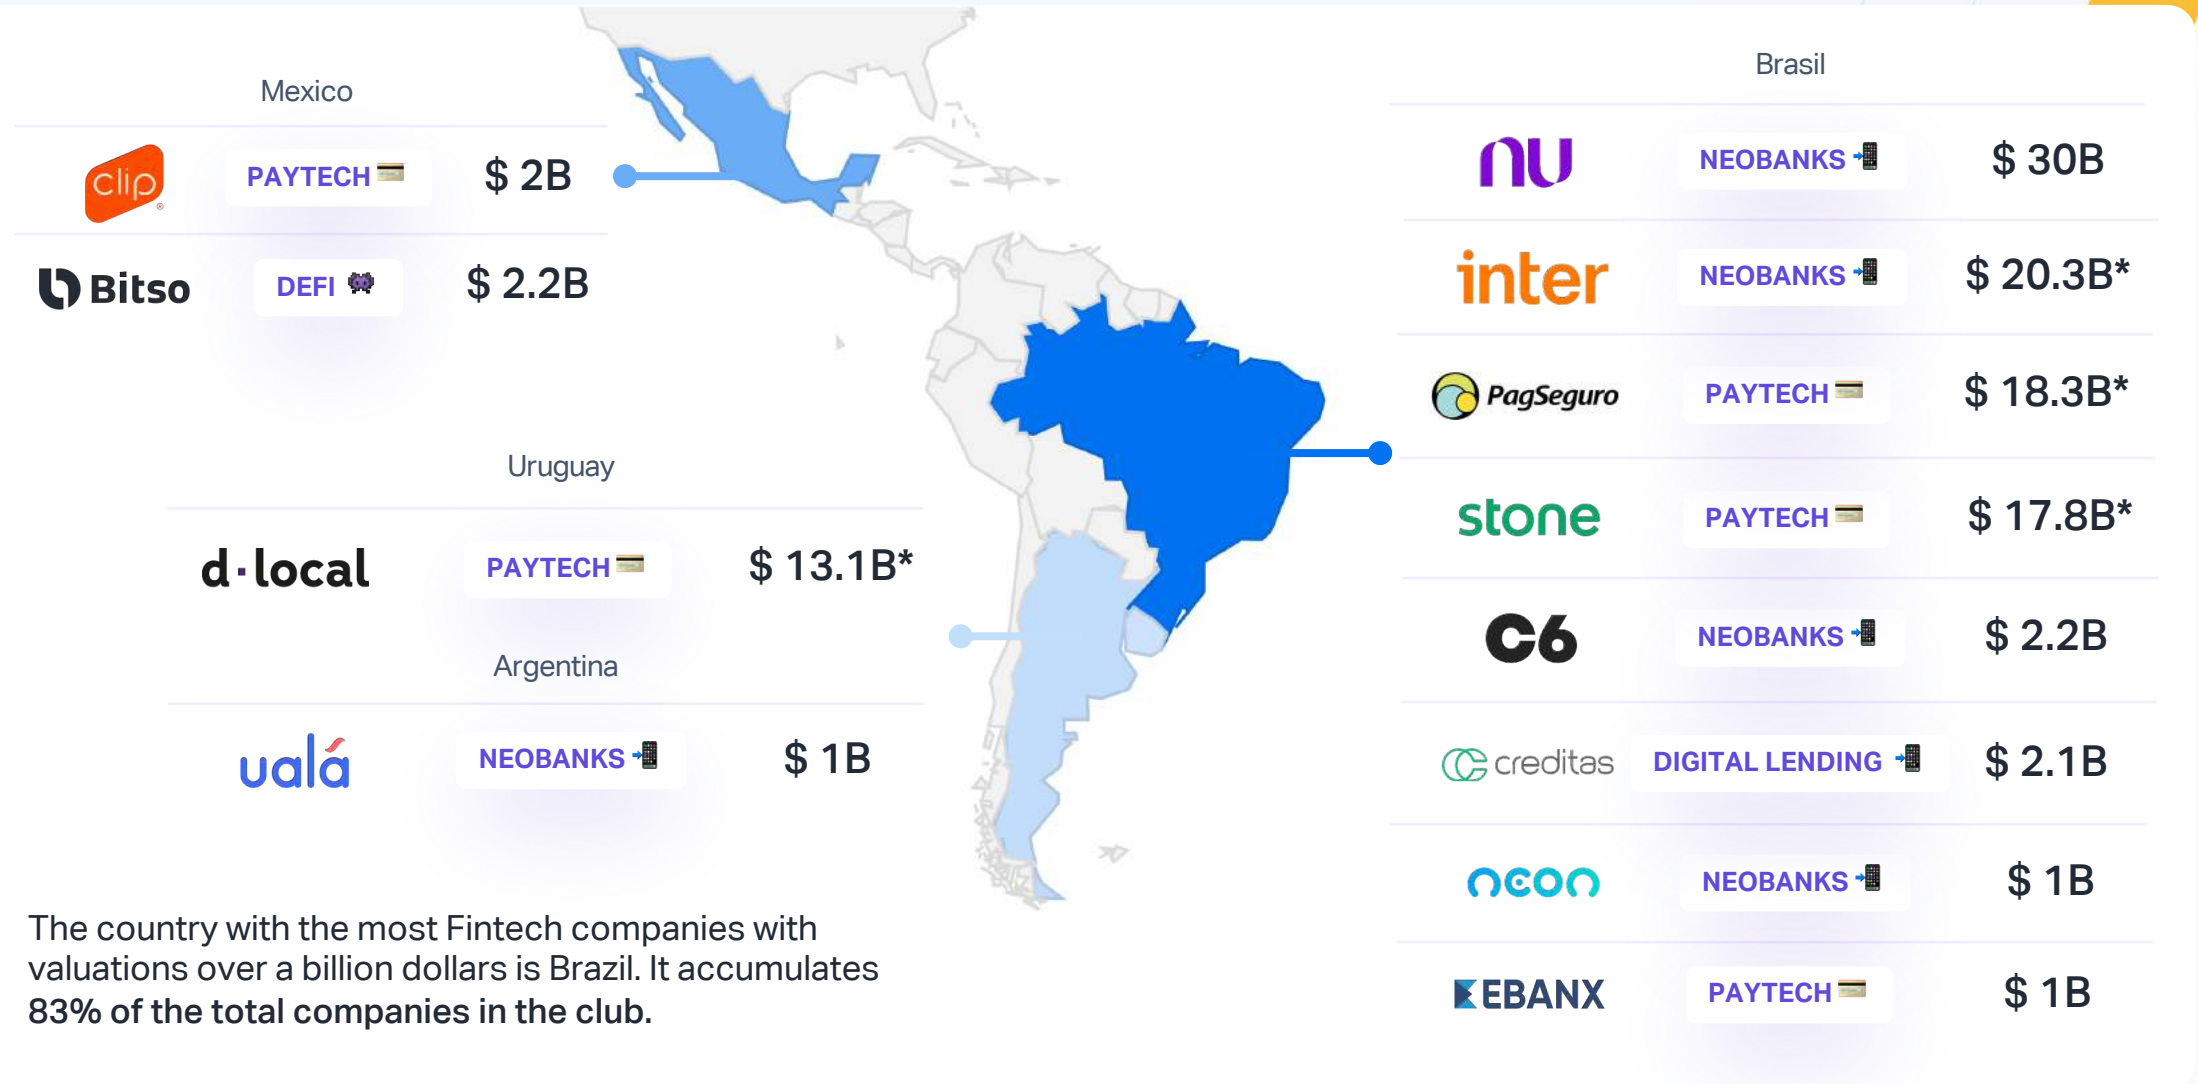 Mexico
clip ®
PAYTECH
$ 2B
Bitso
DEFI
$ 2.2B
Uruguay
d·local
PAYTECH
$ 13.1B*
Argentina
ualá
NEOBANKS
$ 1B
The country with the most Fintech companies with
valuations over a billion dollars is Brazil. It accumulates
83% of the total companies in the club.
Brasil
nu
NEOBANKS
$ 30B
inter
NEOBANKS
$ 20.3B*
PagSeguro
PAYTECH
$ 18.3B*
stone
PAYTECH
$ 17.8B*
C6
NEOBANKS
$ 2.2B
creditas
DIGITAL LENDING
$ 2.1B
neon
NEOBANKS
$ 1B
EBANX
PAYTECH
$ 1B